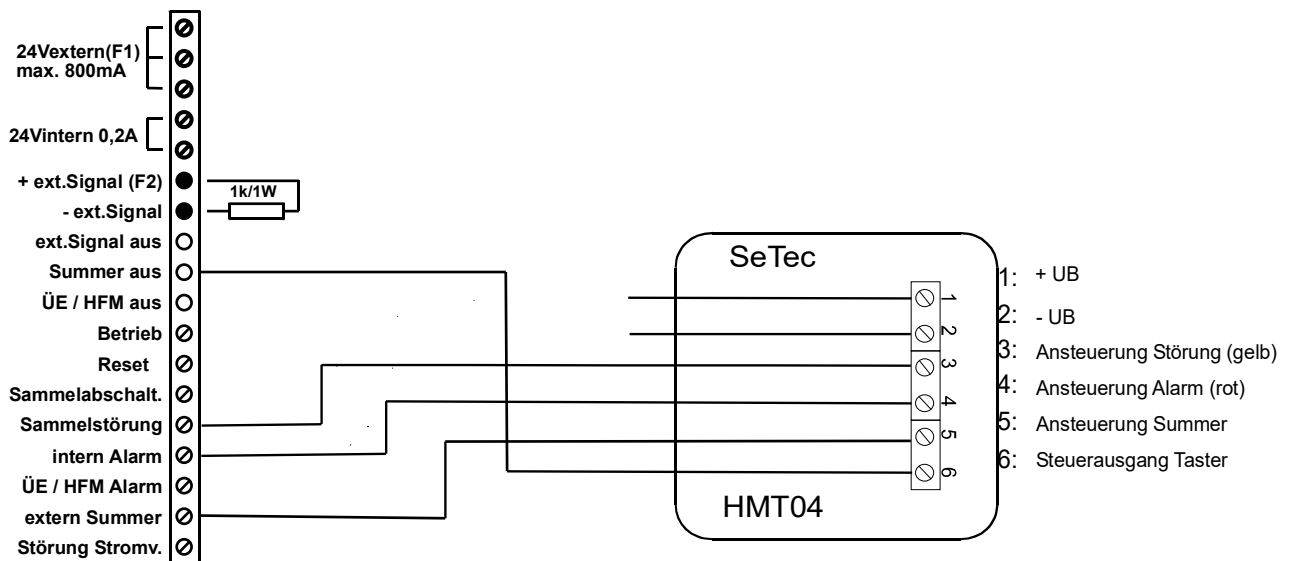 24Vextern(F1)
max. 800mA
24Vintern 0,2A
+ ext.Signal (F2)
- ext.Signal
ext.Signal aus
Summer aus
ÜE / HFM aus
Betrieb
Reset
Sammelabschalt.
Sammelstörung
intern Alarm
ÜE / HFM Alarm
extern Summer
Störung Stromv.
1k/1W
SeTec
1
2
3
4
5
6
HMT04
1: + UB
2: - UB
3: Ansteuerung Störung (gelb)
4: Ansteuerung Alarm (rot)
5: Ansteuerung Summer
6: Steuerausgang Taster